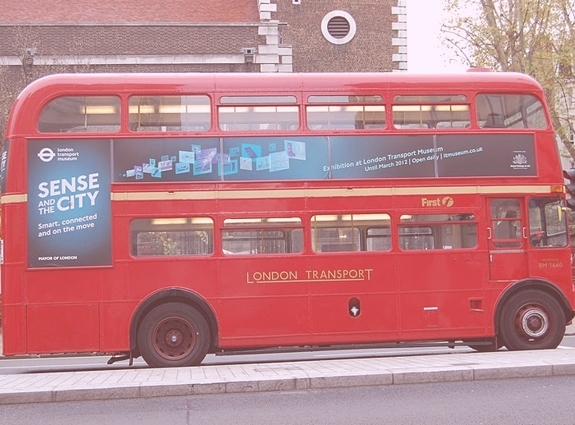 london
transport
museum
SENSE
AND
THE CITY
Smart, connected
and on the move
MAYOR OF LONDON
Exhibition at London Transport Museum
Until March 2012 | Open daily | ltmuseum.co.uk
First
LONDON TRANSPORT